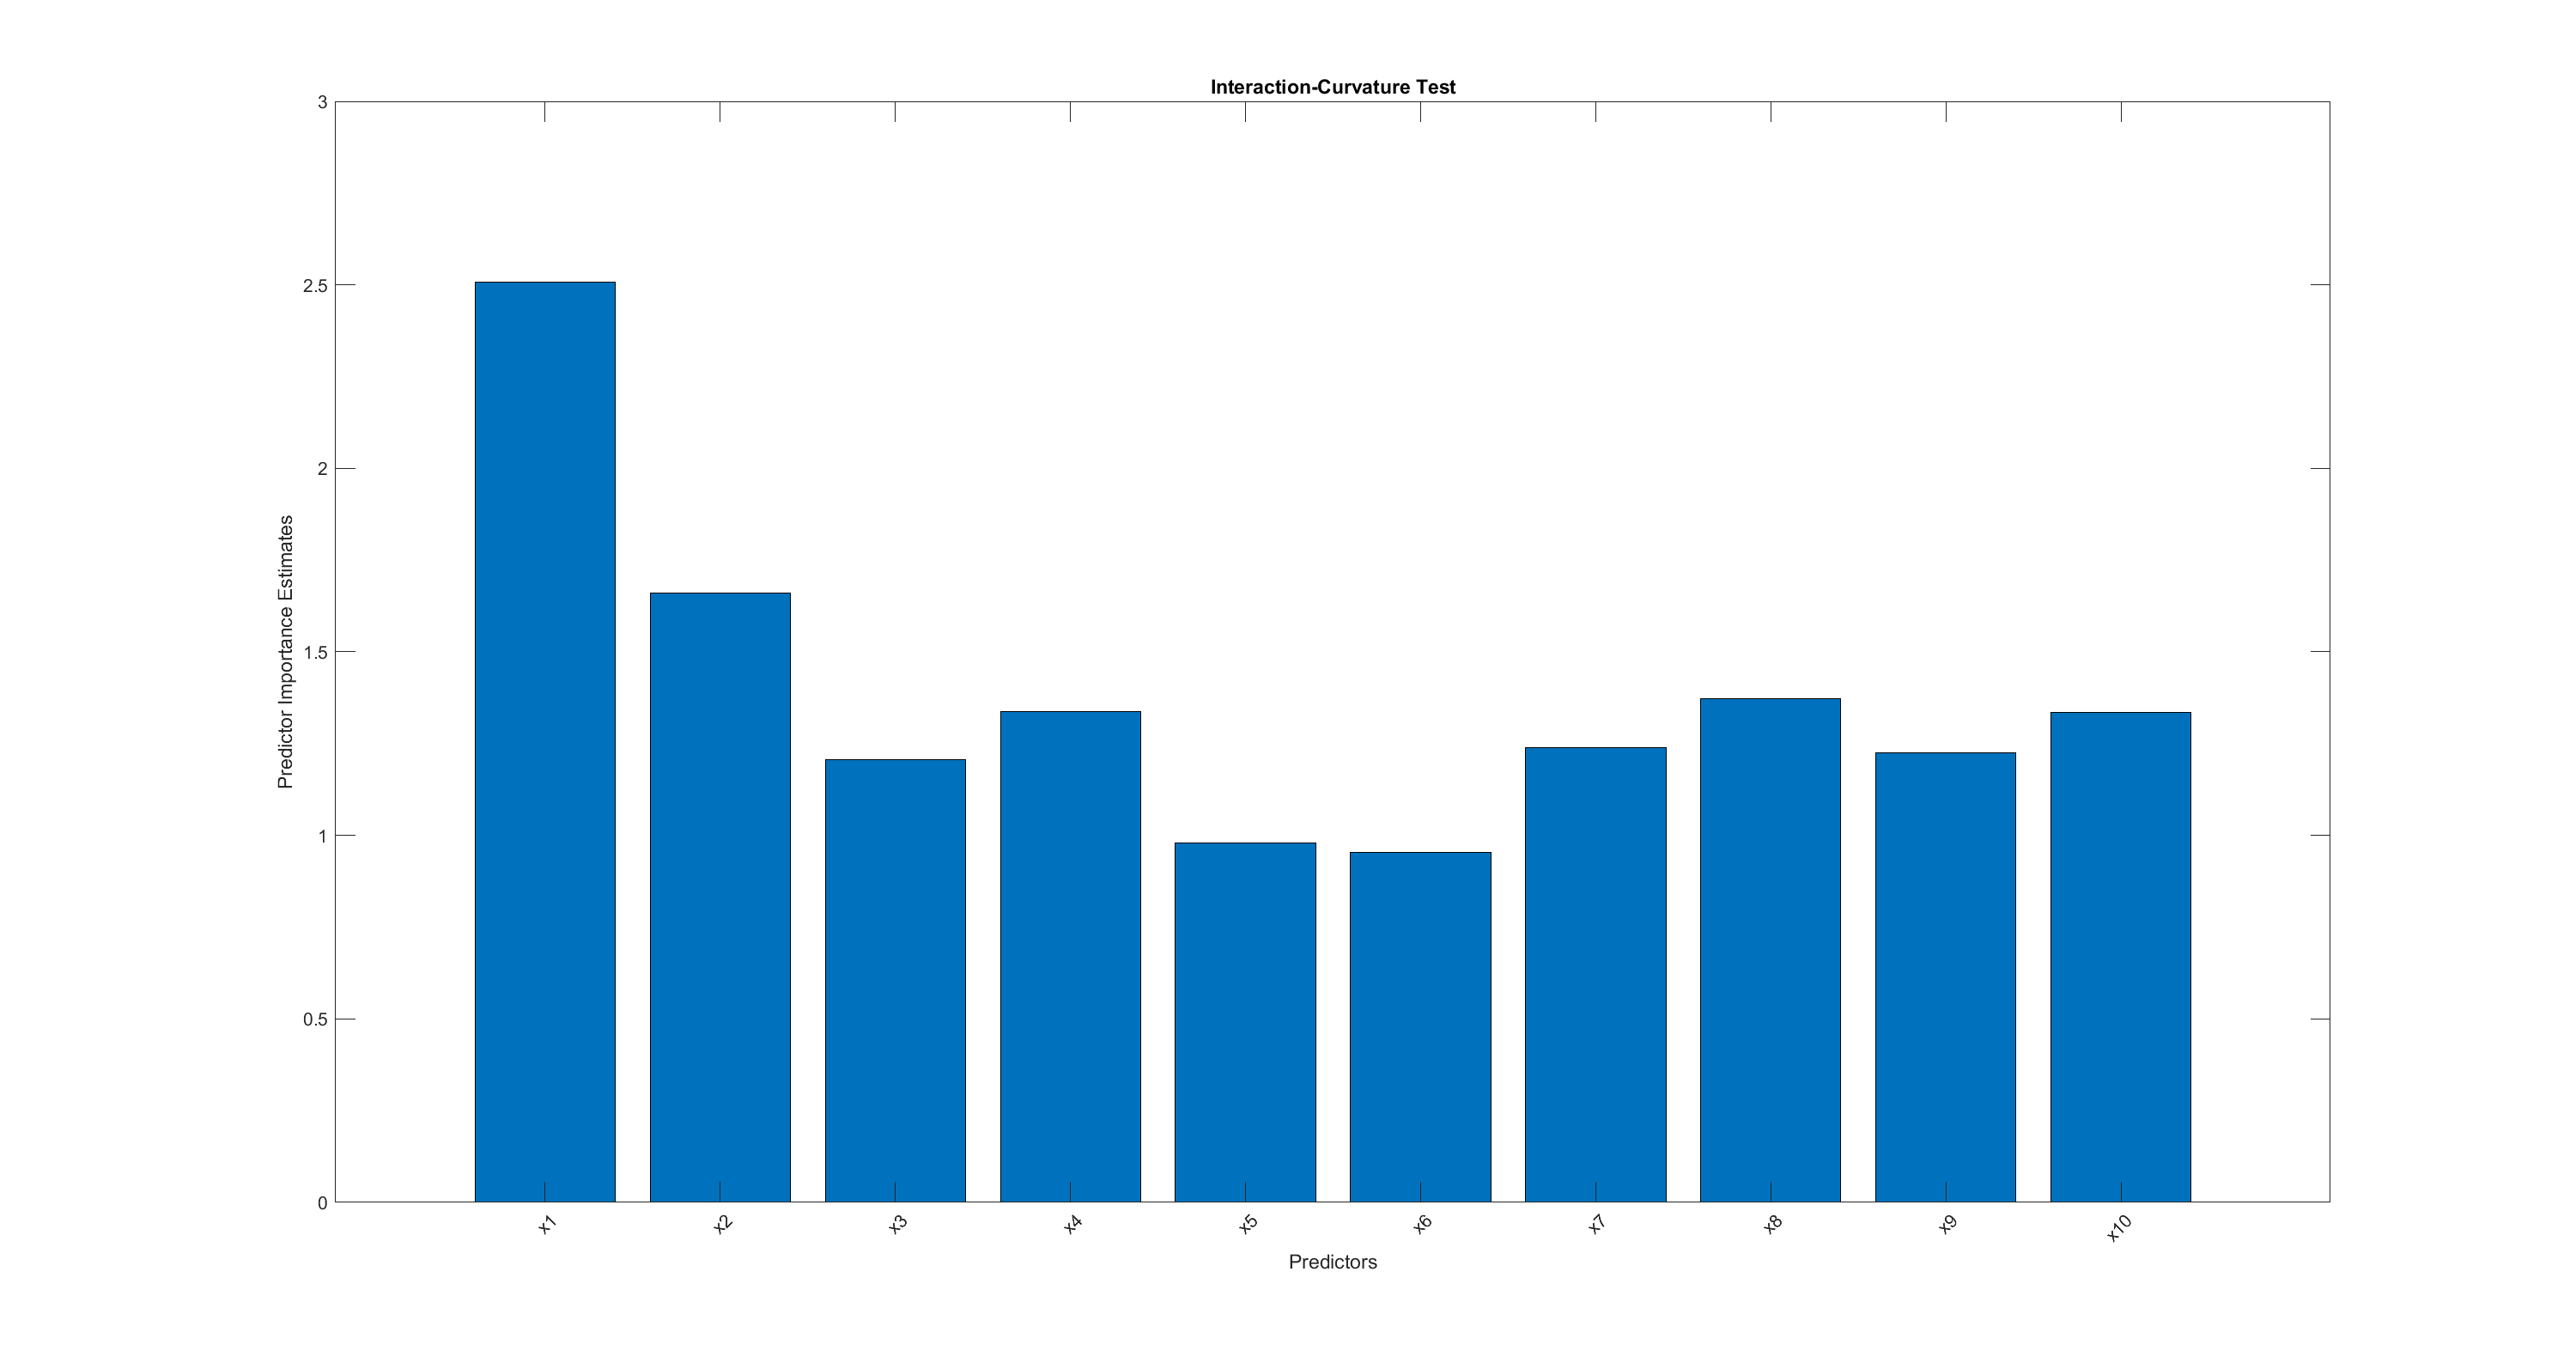 Interaction-Curvature Test
3
2.5
2
1.5
1
0.5
0
Predictor Importance Estimates
x1
x2
x3
x4
x5
x6
x7
x8
x9
x10
Predictors